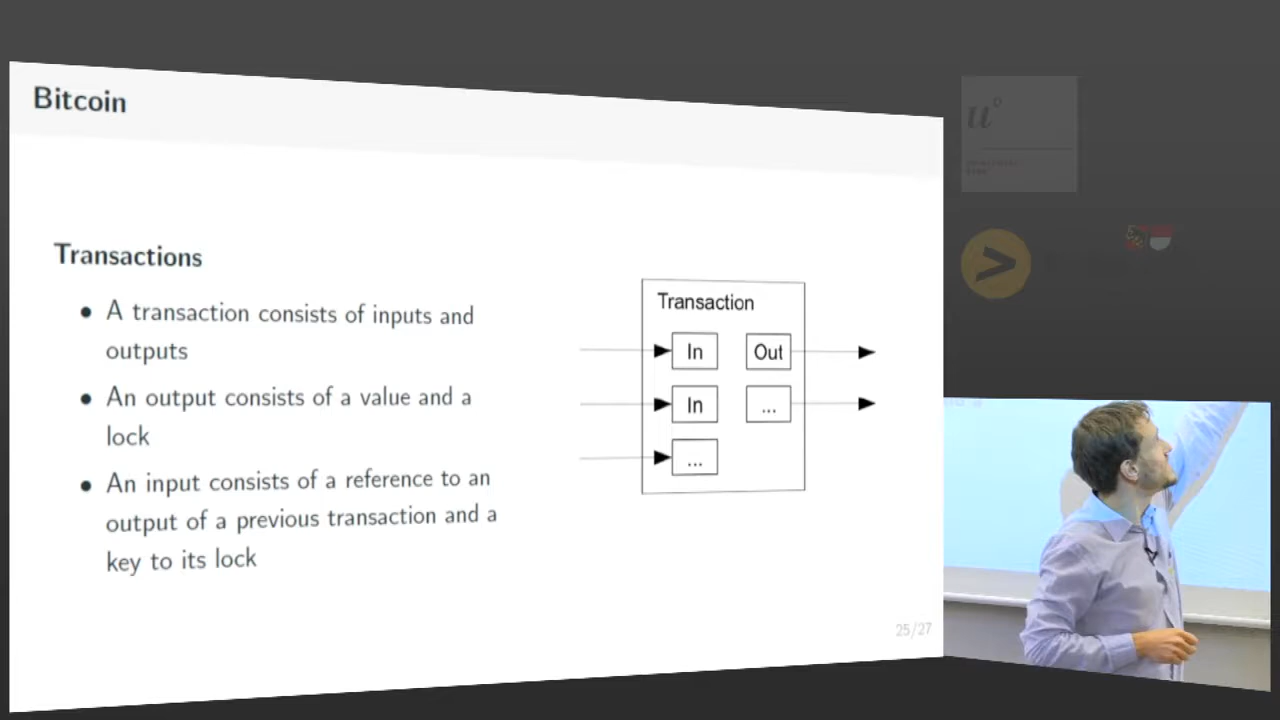 Bitcoin
Transactions
• A transaction consists of inputs and
outputs
• An output consists of a value and a
lock
• An input consists of a reference to an
output of a previous transaction and a
key to its lock
Transaction
In
Out
In
...
...
25/27
u
b